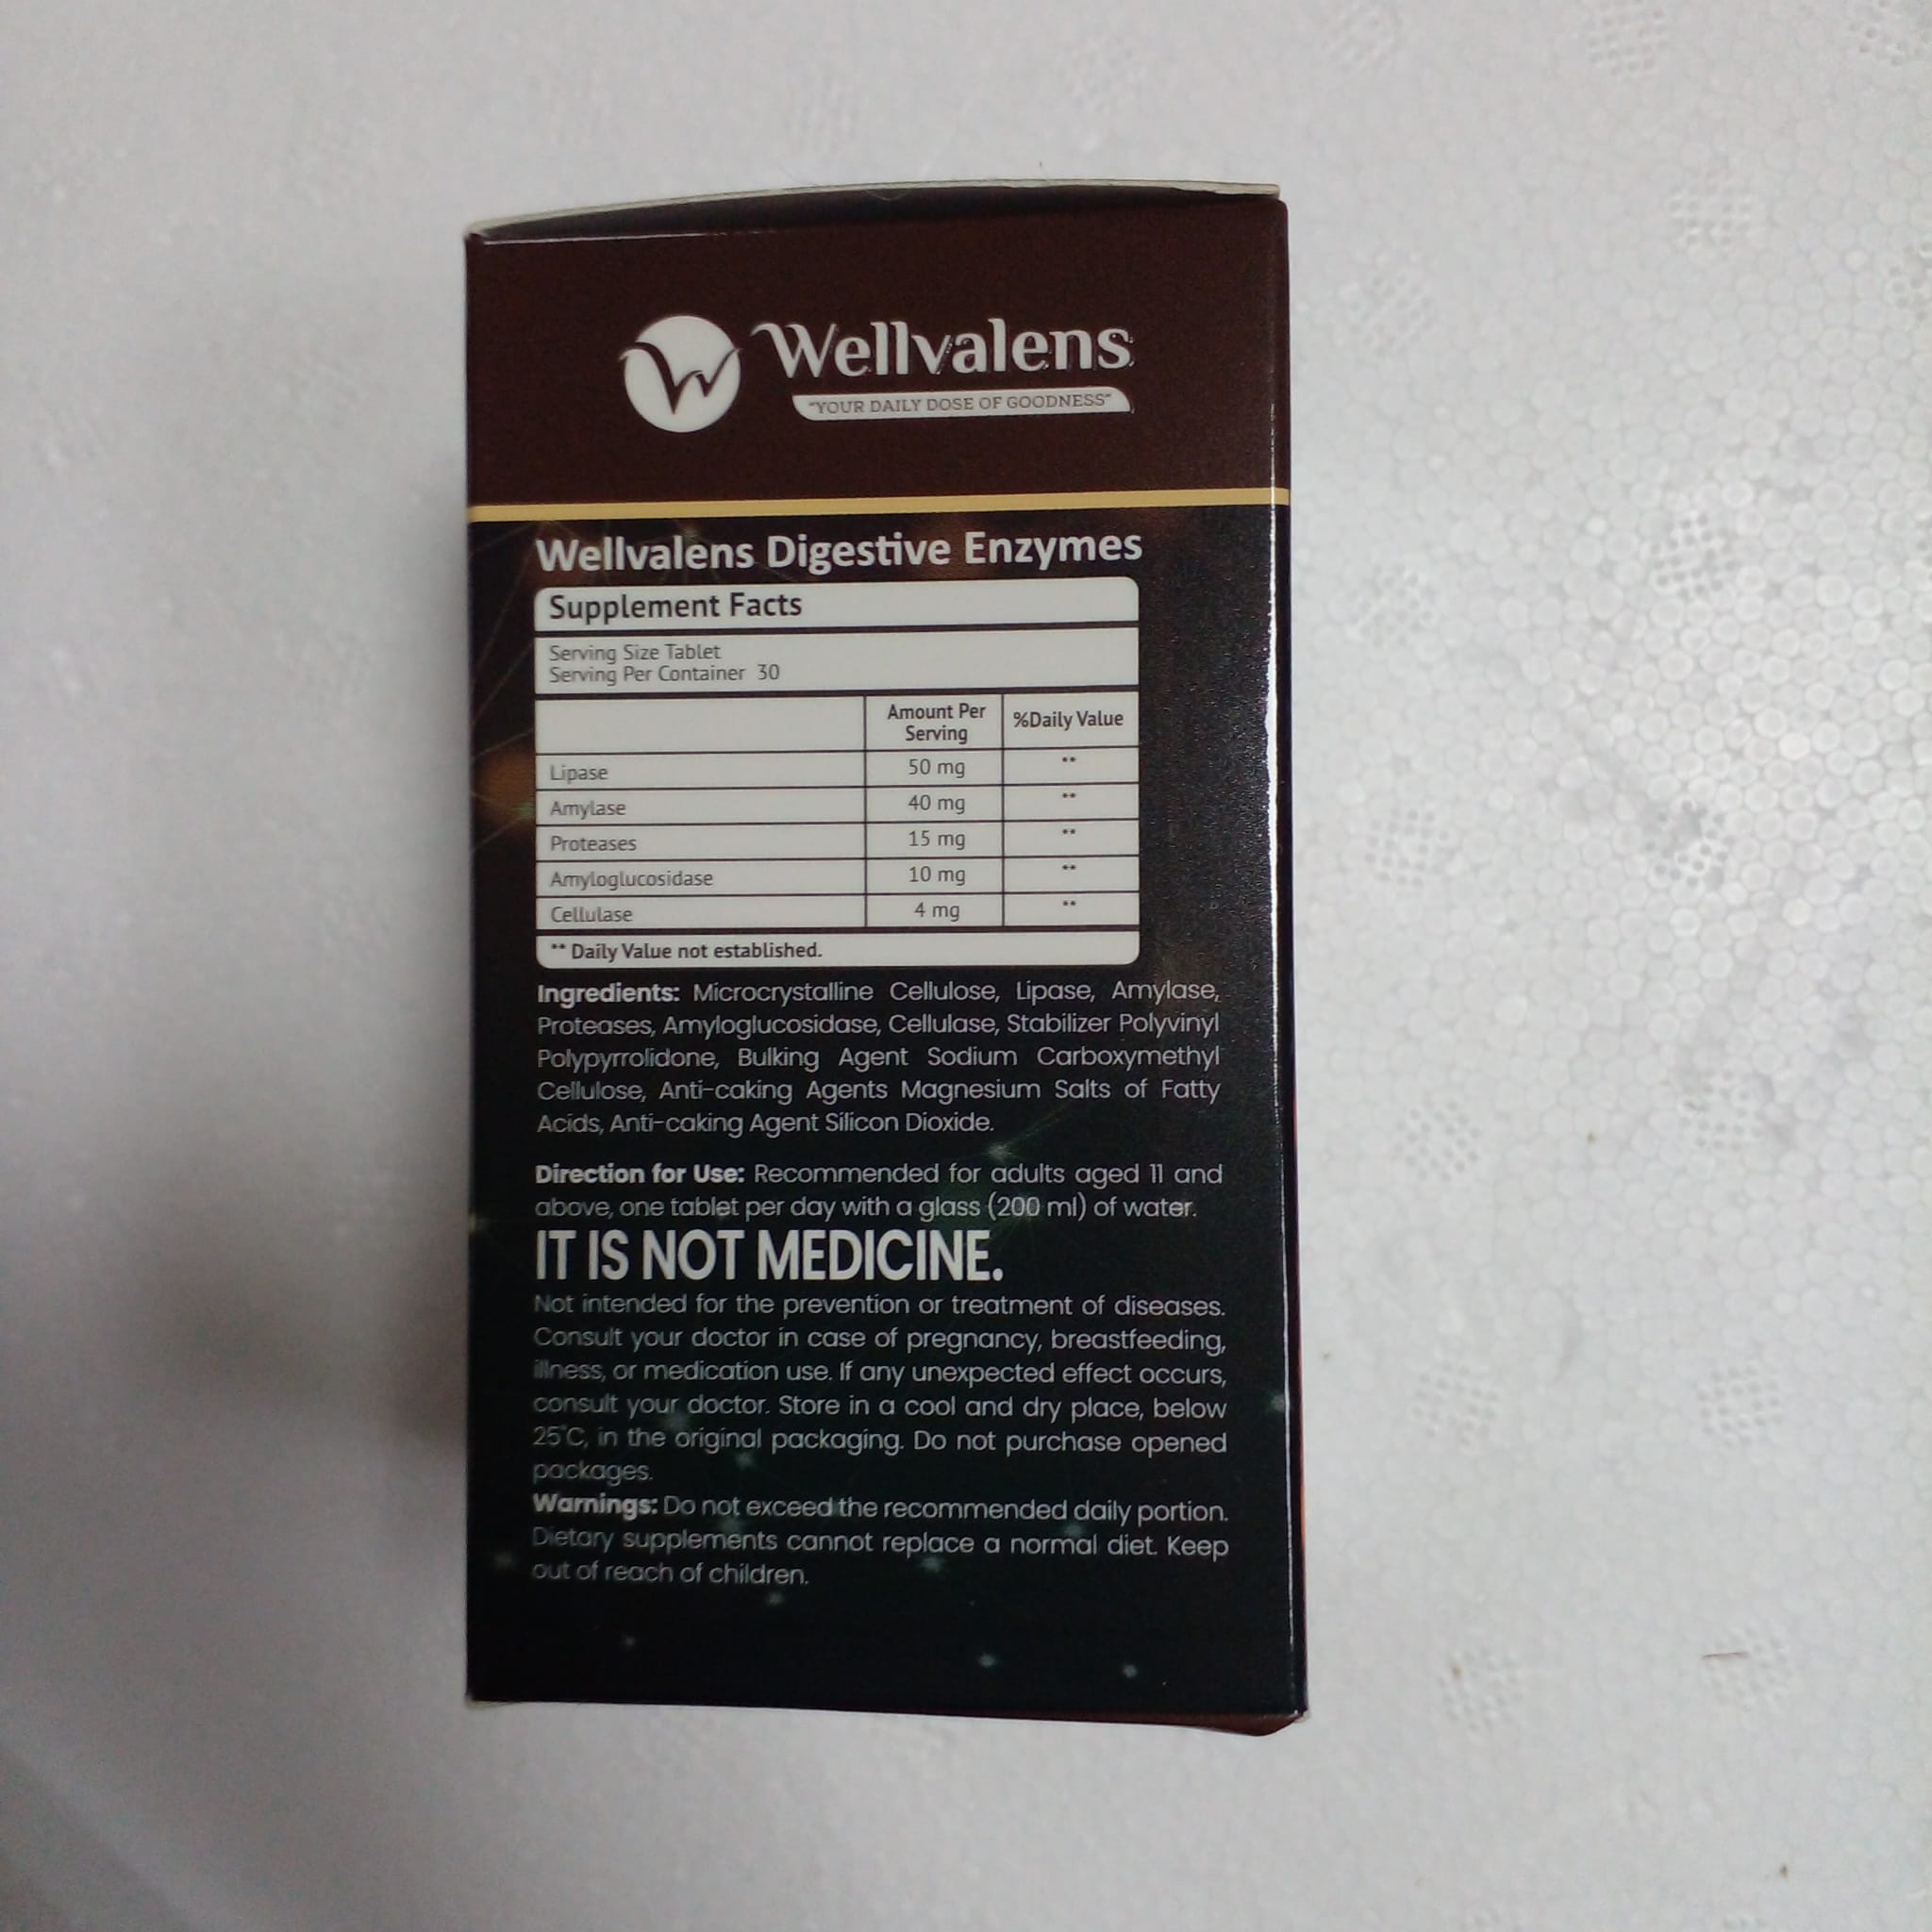 W Wellvalens
"YOUR DAILY DOSE OF GOODNESS"
Wellvalens Digestive Enzymes
Supplement Facts
Serving Size Tablet
Serving Per Container 30
Amount Per
Serving
%Daily Value
Lipase 50 mg **
Amylase 40 mg **
Proteases 15 mg **
Amyloglucosidase 10 mg **
Cellulase 4 mg **
** Daily Value not established.
Ingredients: Microcrystalline Cellulose, Lipase, Amylase,
Proteases, Amyloglucosidase, Cellulase, Stabilizer Polyvinyl
Polypyrrolidone, Bulking Agent Sodium Carboxymethyl
Cellulose, Anti-caking Agents Magnesium Salts of Fatty
Acids, Anti-caking Agent Silicon Dioxide.
Direction for Use: Recommended for adults aged 11 and
above, one tablet per day with a glass (200 ml) of water.
IT IS NOT MEDICINE.
Not intended for the prevention or treatment of diseases.
Consult your doctor in case of pregnancy, breastfeeding,
illness, or medication use. If any unexpected effect occurs,
consult your doctor. Store in a cool and dry place, below
25°C, in the original packaging. Do not purchase opened
packages.
Warnings: Do not exceed the recommended daily portion.
Dietary supplements cannot replace a normal diet. Keep
out of reach of children.